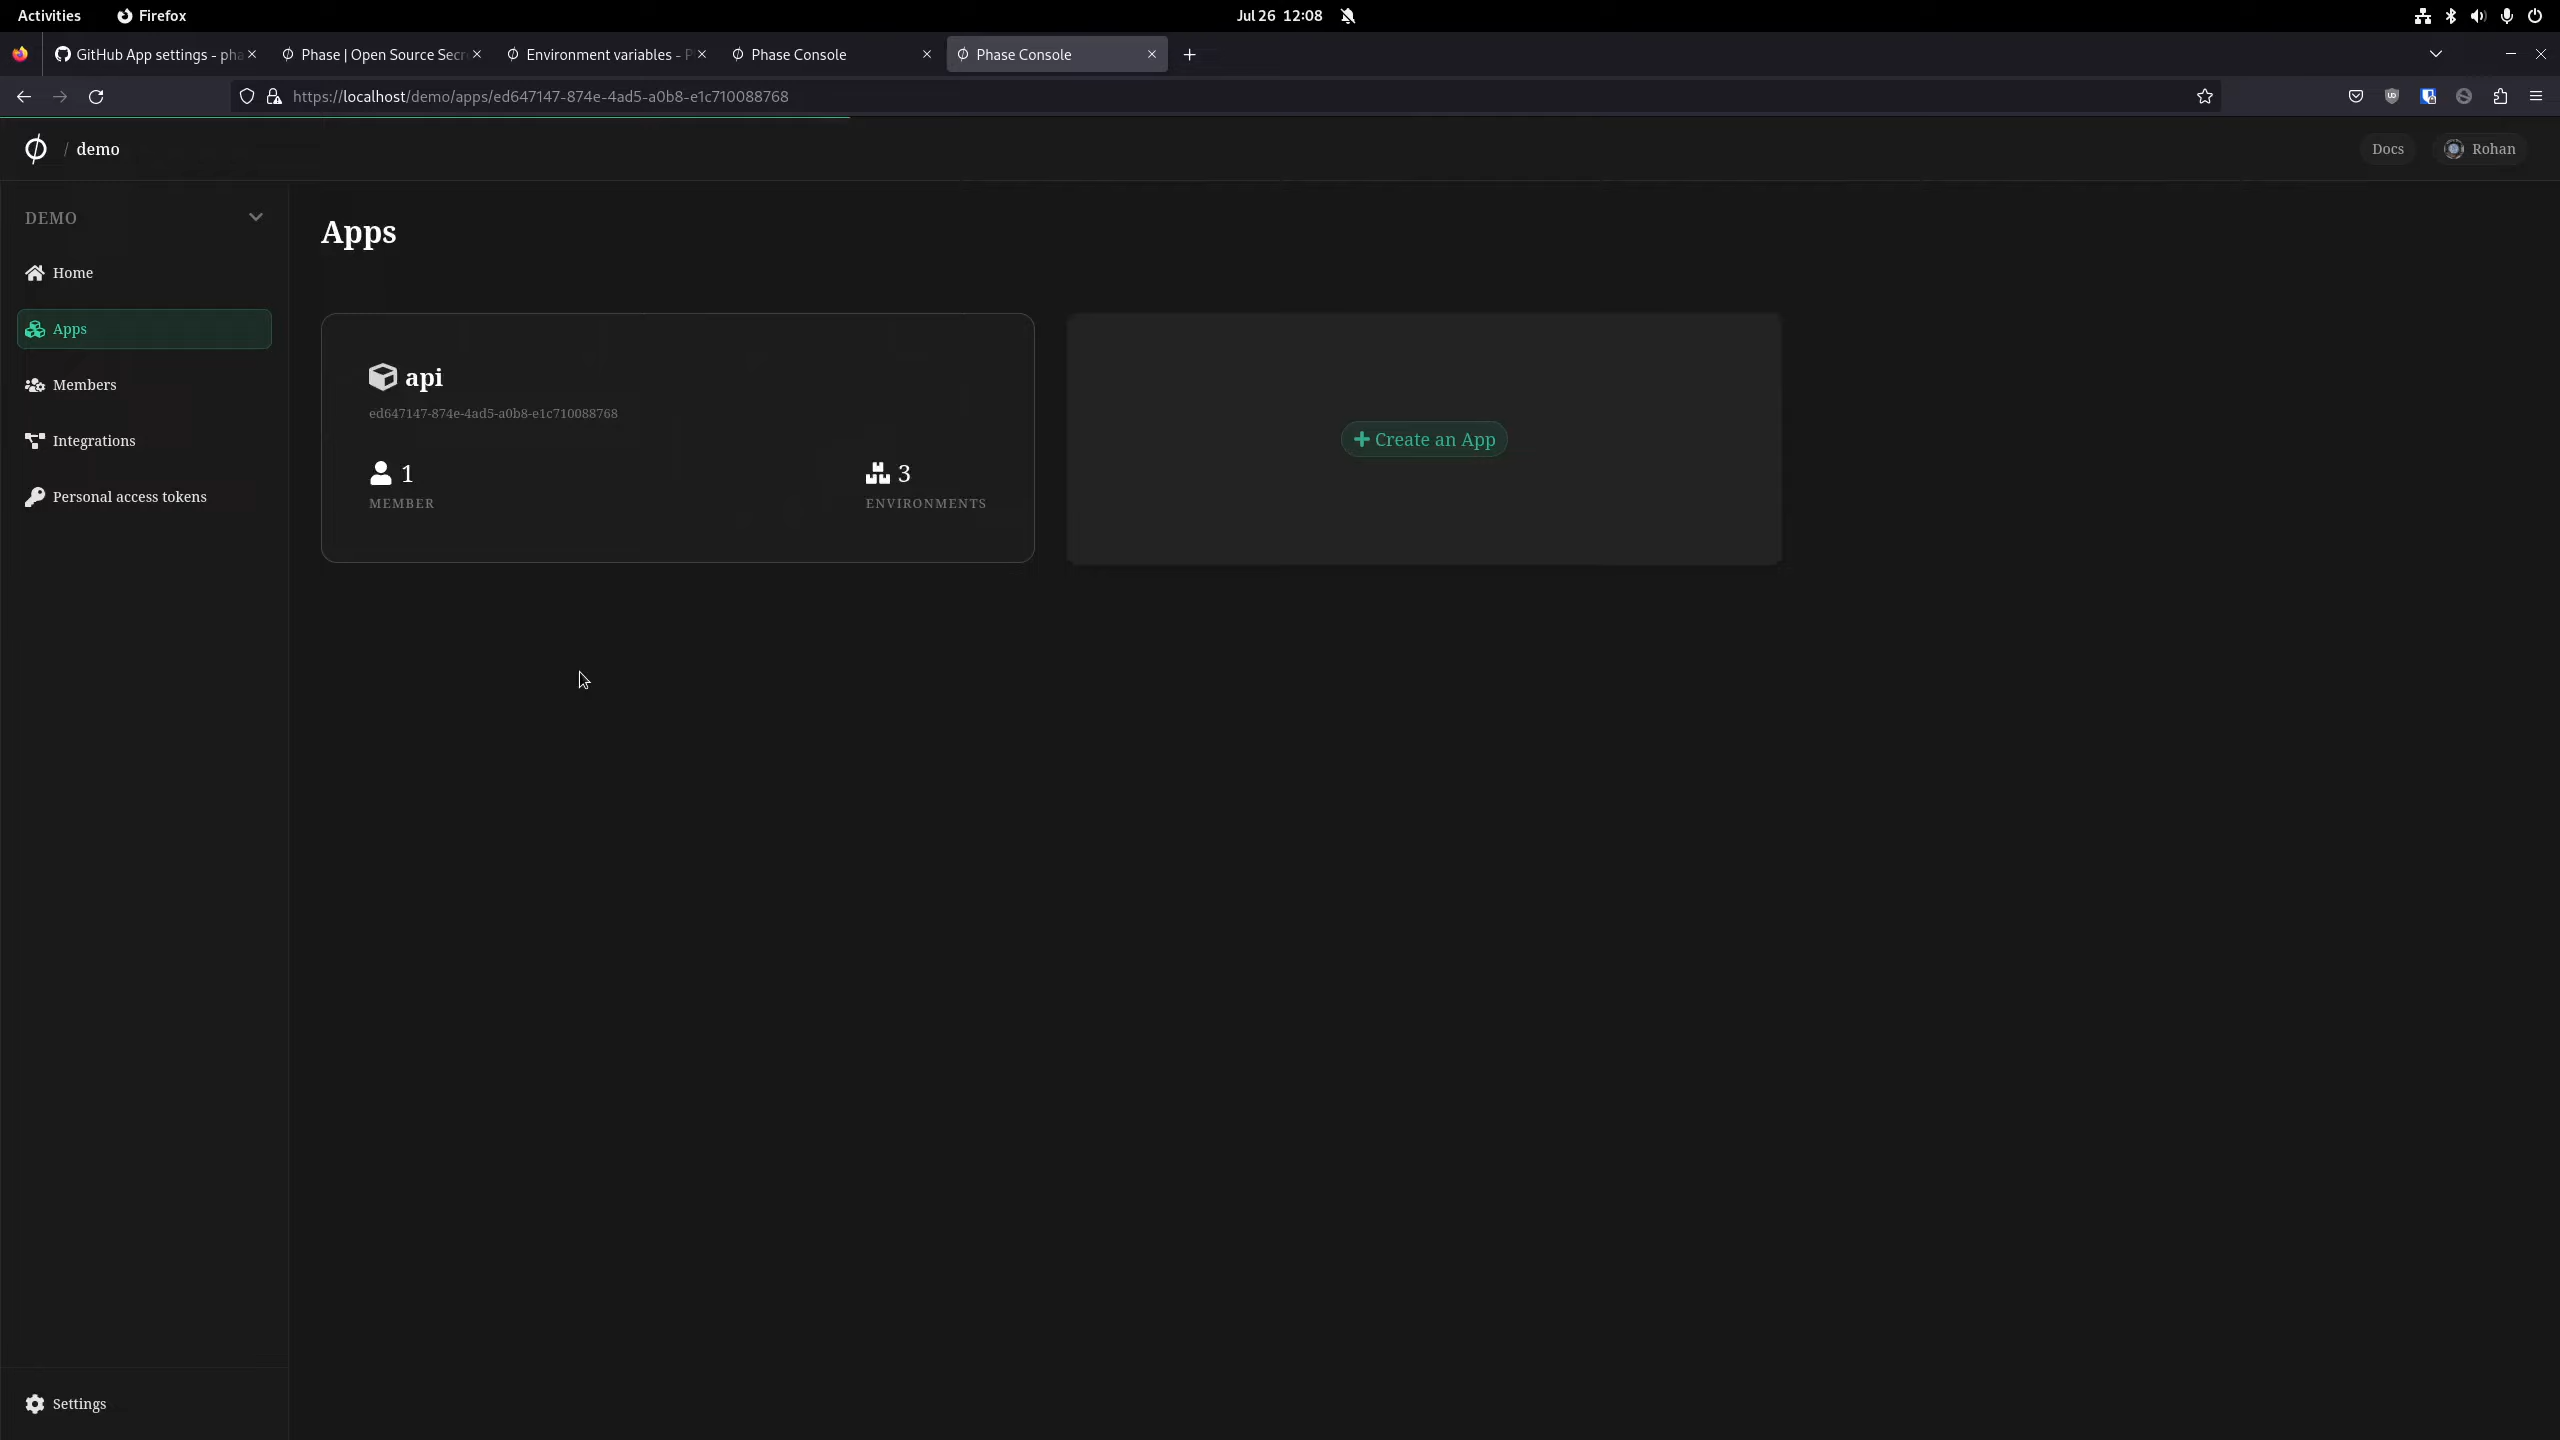 Activities Firefox Jul 26 12:08
GitHub App settings - pha Phase | Open Source Secr Environment variables - P Phase Console Phase Console
https://localhost/demo/apps/ed647147-874e-4ad5-a0b8-e1c710088768
/ demo Docs Rohan
DEMO
Home
Apps
Members
Integrations
Personal access tokens
Settings
Apps
api
ed647147-874e-4ad5-a0b8-e1c710088768
1 3
MEMBER ENVIRONMENTS
Create an App